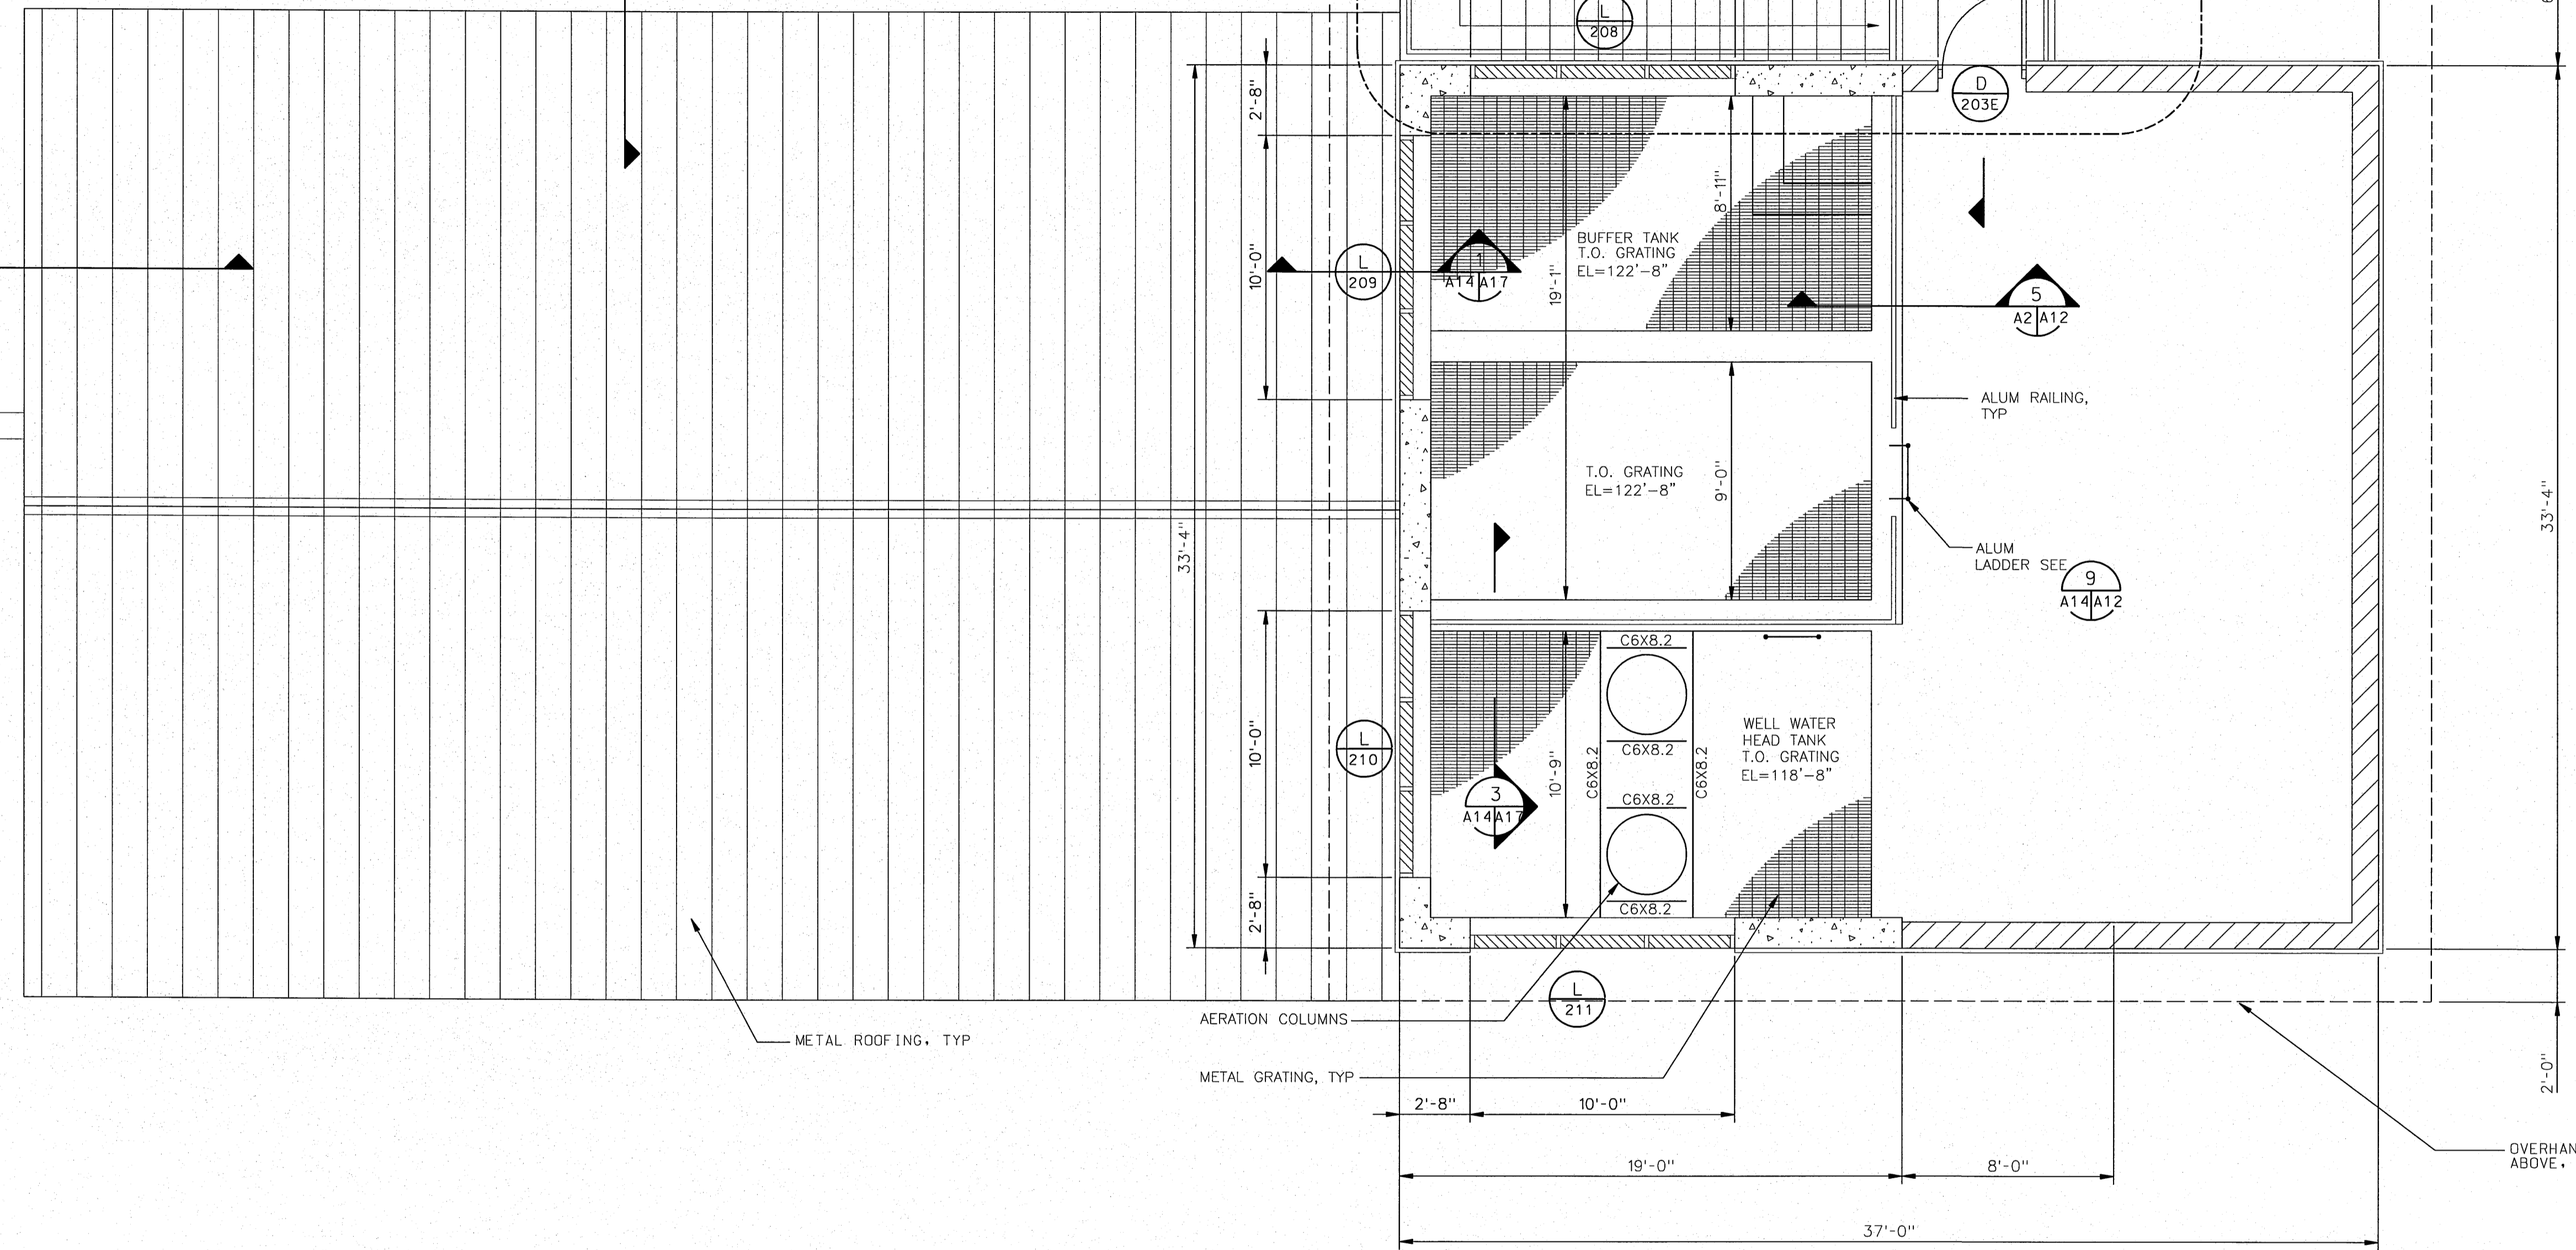 L
208
2'-8"
D
203E
8'-11"
BUFFER TANK
T.O. GRATING
EL=122'-8"
10'-0"
L
209
1
A14 A17
19'-1"
5
A2 A12
ALUM RAILING,
TYP
T.O. GRATING
EL=122'-8"
9'-0"
33'-4"
33'-4"
ALUM
LADDER SEE
9
A14 A12
C6X8.2
C6X8.2
C6X8.2
C6X8.2
C6X8.2
C6X8.2
WELL WATER
HEAD TANK
T.O. GRATING
EL=118'-8"
10'-0"
L
210
10'-9"
3
A14 A17
2'-8"
L
211
AERATION COLUMNS
METAL ROOFING, TYP
METAL GRATING, TYP
2'-0"
2'-8"
10'-0"
OVERHAN
ABOVE,
19'-0"
8'-0"
37'-0"